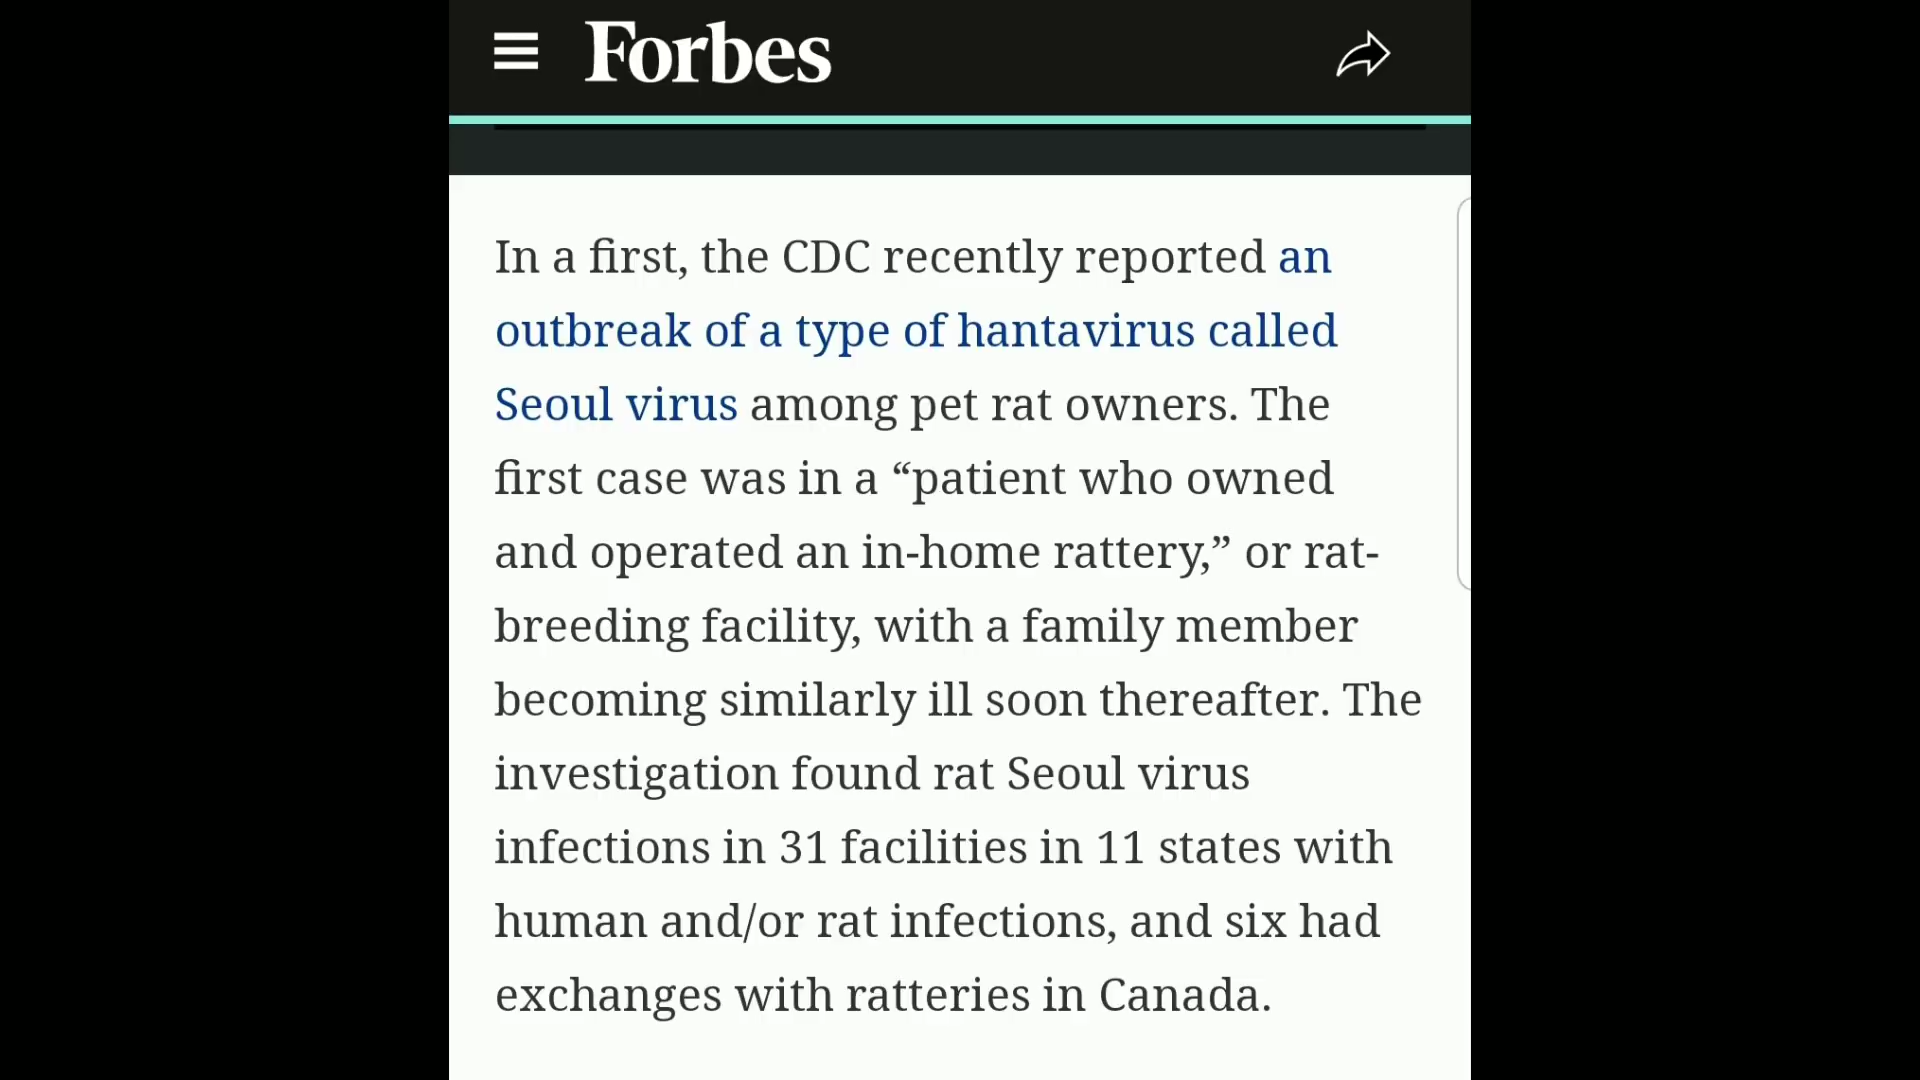 Forbes
In a first, the CDC recently reported an
outbreak of a type of hantavirus called
Seoul virus among pet rat owners. The
first case was in a “patient who owned
and operated an in-home rattery,” or rat-
breeding facility, with a family member
becoming similarly ill soon thereafter. The
investigation found rat Seoul virus
infections in 31 facilities in 11 states with
human and/or rat infections, and six had
exchanges with ratteries in Canada.